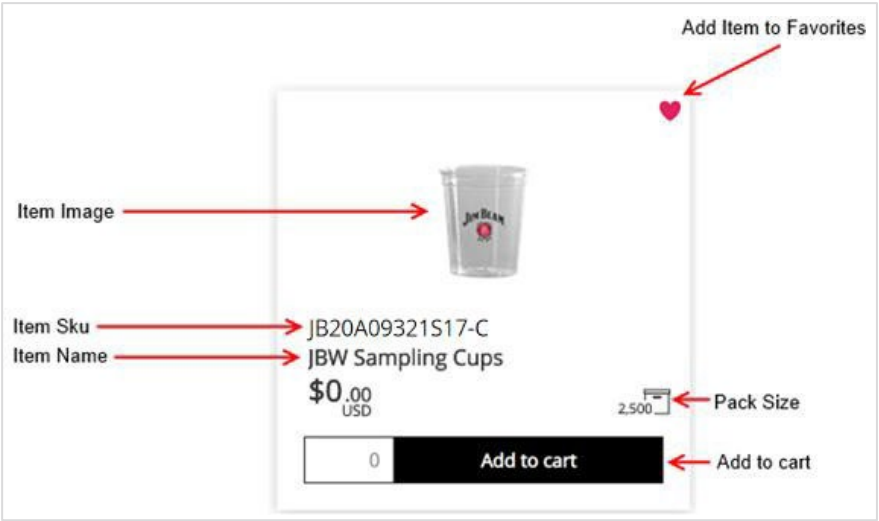 Add Item to Favorites
Item Image
JIM BEAM
Item Sku
JB20A09321S17-C
Item Name
JBW Sampling Cups
$0.00
USD
2,500
Pack Size
0
Add to cart
Add to cart